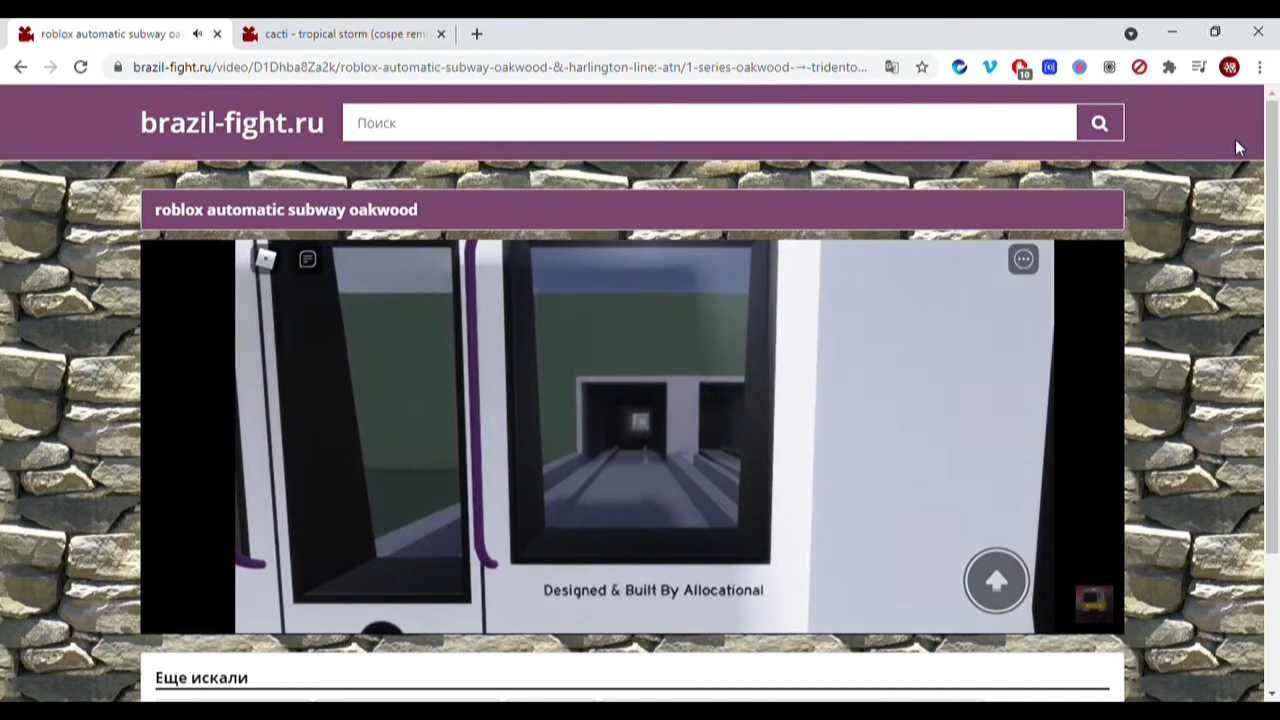 roblox automatic subway oa
cacti - tropical storm (cospe rem
brazil-fight.ru/video/D1Dhba8Za2k/roblox-automatic-subway-oakwood-&-harlington-line:-atn/1-series-oakwood-→-tridento...
10
brazil-fight.ru
Поиск
roblox automatic subway oakwood
Designed & Built By Allocational
Еще искали